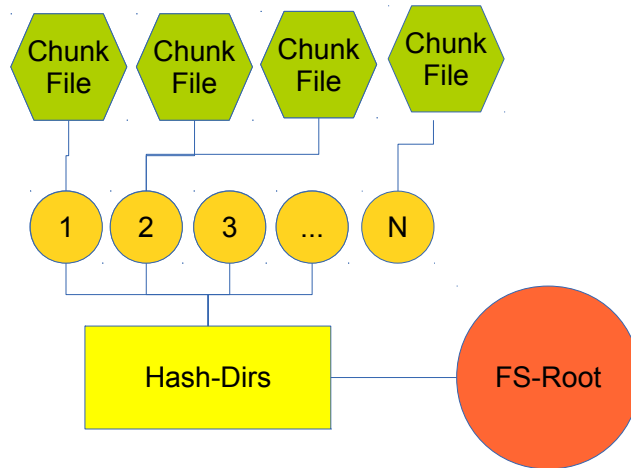 Chunk
File
Chunk
File
Chunk
File
Chunk
File
1
2
3
...
N
Hash-Dirs
FS-Root